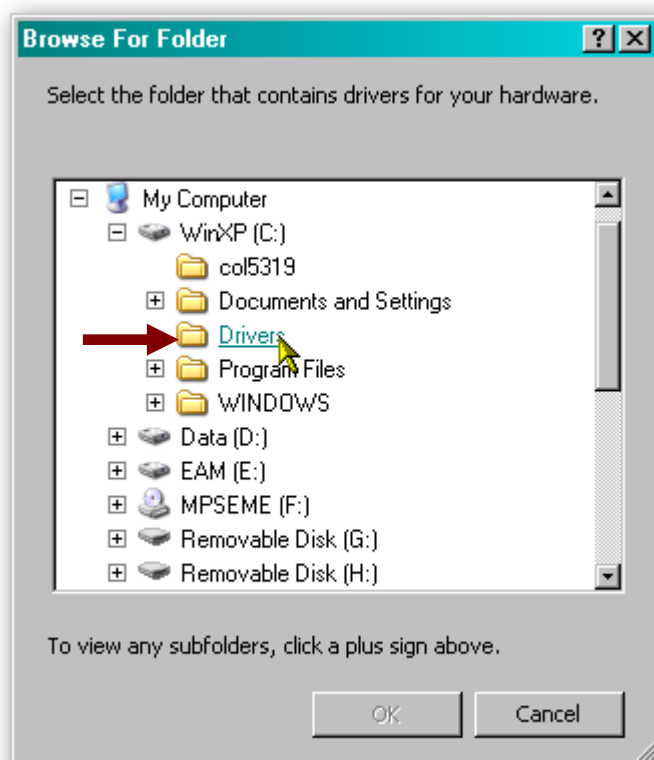 Browse For Folder
Select the folder that contains drivers for your hardware.
My Computer
WinXP (C:)
col5319
Documents and Settings
Drivers
Program Files
WINDOWS
Data (D:)
EAM (E:)
MPSEME (F:)
Removable Disk (G:)
Removable Disk (H:)
To view any subfolders, click a plus sign above.
OK
Cancel